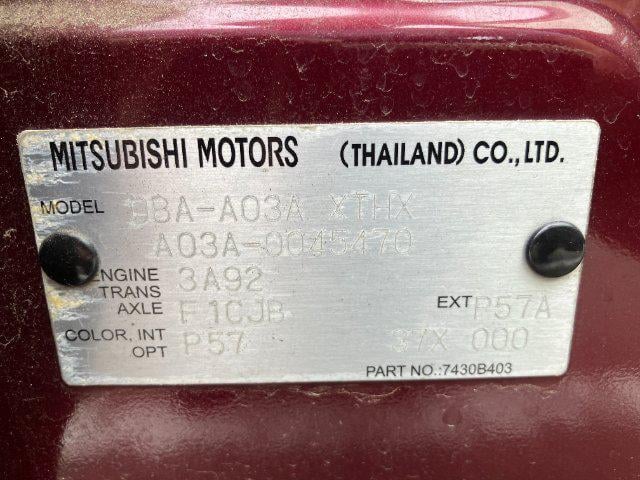 MITSUBISHI MOTORS (THAILAND) CO.,LTD.
MODEL DBA-A03A XTHX
A03A-0045470
ENGINE 3A92
TRANS AXLE F1CJB EXT P57A
COLOR, INT OPT P57 37X 000
PART NO.:7430B403